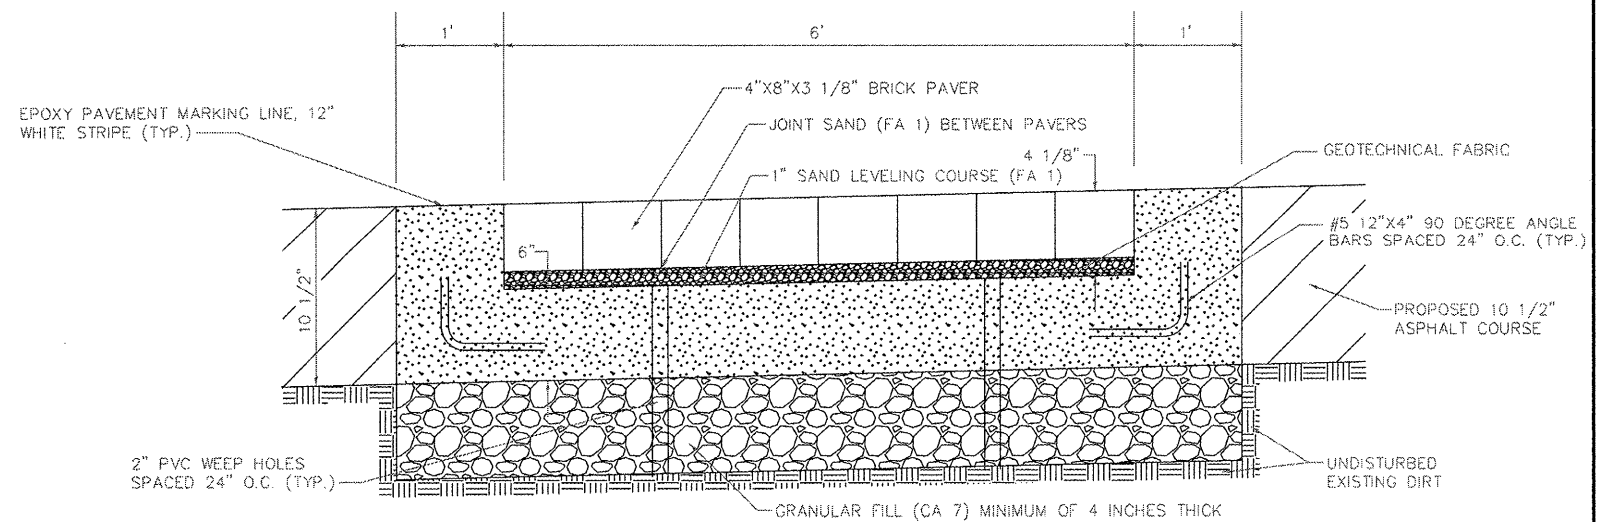 1'
6'
1'
4"X8"X3 1/8" BRICK PAVER
EPOXY PAVEMENT MARKING LINE, 12"
WHITE STRIPE (TYP.)
JOINT SAND (FA 1) BETWEEN PAVERS
4 1/8"
GEOTECHNICAL FABRIC
1" SAND LEVELING COURSE (FA 1)
#5 12"X4" 90 DEGREE ANGLE
BARS SPACED 24" O.C. (TYP.)
6"
10 1/2"
PROPOSED 10 1/2"
ASPHALT COURSE
2" PVC WEEP HOLES
SPACED 24" O.C. (TYP.)
UNDISTURBED
EXISTING DIRT
GRANULAR FILL (CA 7) MINIMUM OF 4 INCHES THICK